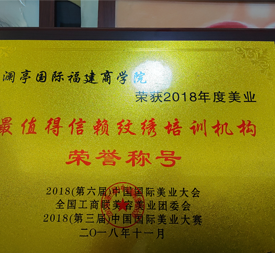 澜亭国际福建商学院
荣获2018年度美业
最值得信赖纹绣培训机构
荣誉称号
2018(第六届)中国国际美业大会
全国工商联美容美业团委会
2018(第三届)中国国际美业大赛
二〇一八年十一月